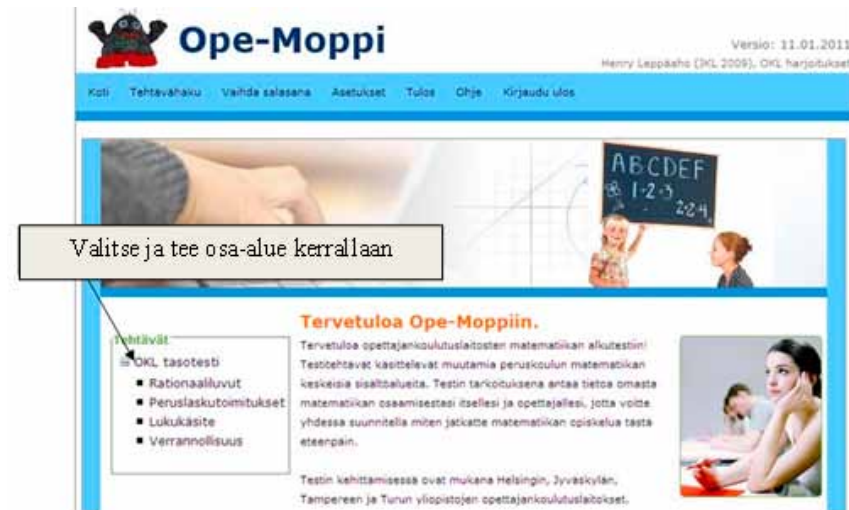 Ope-Moppi
Versio: 11.01.2011
Henry Leppäaho (JKL 2009), OKL harjoitukset
Koti Tehtävähaku Vaihda salasana Asetukset Tulos Ohje Kirjaudu ulos
ABCDEF
1·2·3
2·2·4
Valitse ja tee osa-alue kerrallaan
Tehtävät
OKL tasotesti
Rationaaliluvut
Peruslaskutoimitukset
Lukukäsite
Verrannollisuus
Tervetuloa Ope-Moppiin.
Tervetuloa opettajankoulutuslaitosten matematiikan alkutestiin!
Testitehtävät käsittelevät muutamia peruskoulun matematiikan
keskeisiä sisältöalueita. Testin tarkoituksena antaa tietoa omasta
matematiikan osaamisestasi itsellesi ja opettajallesi, jotta voitte
yhdessä suunnitella miten jatkatte matematiikan opiskelua tästä
eteenpäin.
Testin kehittämisessä ovat mukana Helsingin, Jyväskylän,
Tampereen ja Turun yliopistojen opettajankoulutuslaitokset.